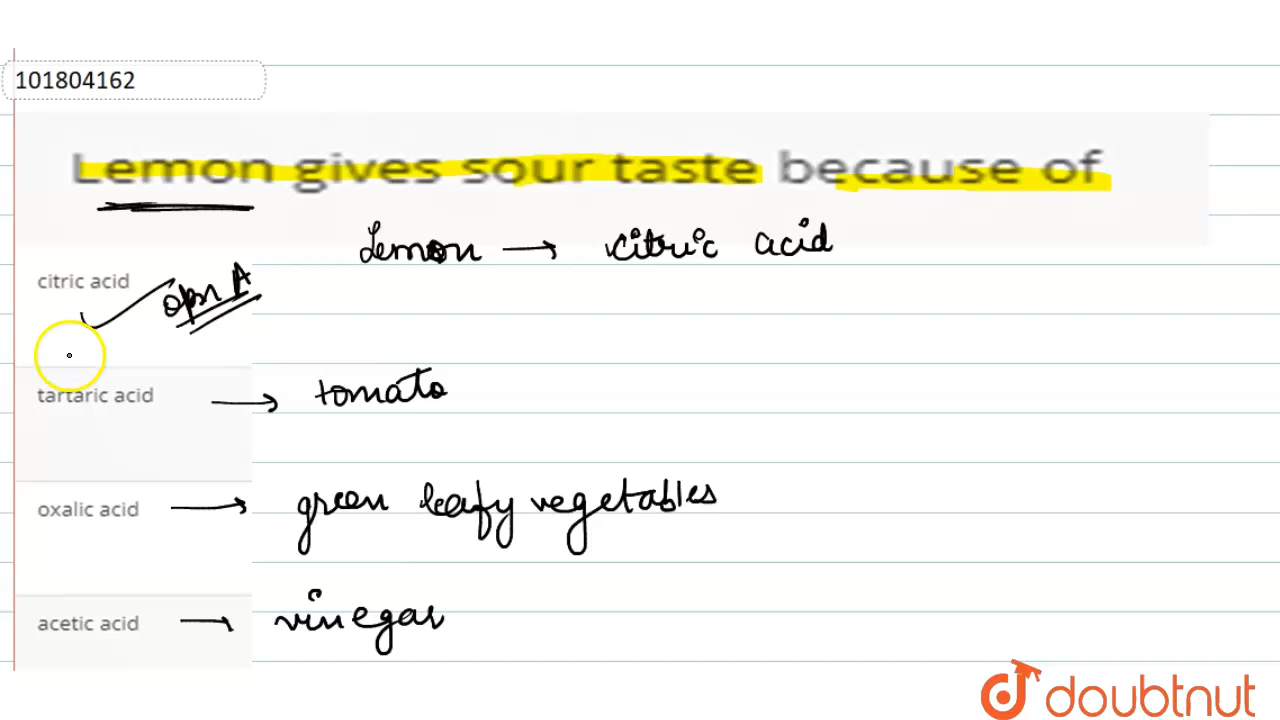 101804162
Lemon gives sour taste because of
Lemon → citric acid
citric acid
opn A
tartaric acid → tomato
oxalic acid → green leafy vegetables
acetic acid → vinegar
doubtnut